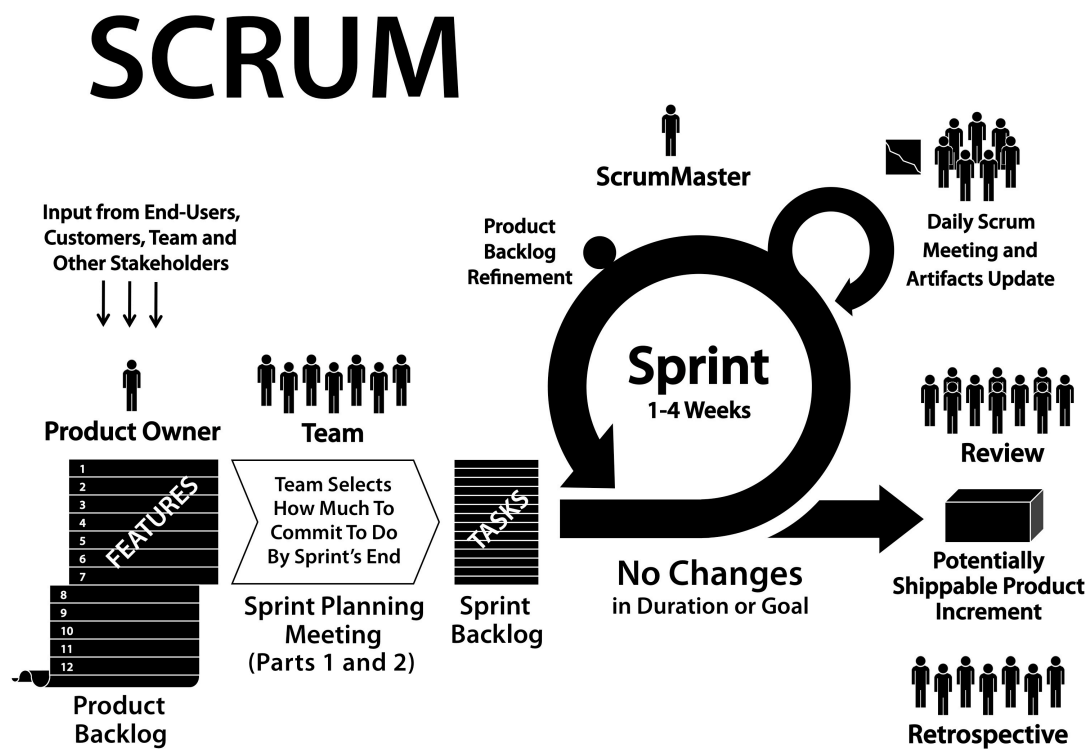 SCRUM
Input from End-Users,
Customers, Team and
Other Stakeholders
Product Owner
1
2
3
4
5
6
7
FEATURES
8
9
10
11
12
Product
Backlog
Team
Team Selects
How Much To
Commit To Do
By Sprint's End
Sprint Planning
Meeting
(Parts 1 and 2)
TASKS
Sprint
Backlog
Product
Backlog
Refinement
ScrumMaster
Sprint
1-4 Weeks
No Changes
in Duration or Goal
Daily Scrum
Meeting and
Artifacts Update
Review
Potentially
Shippable Product
Increment
Retrospective